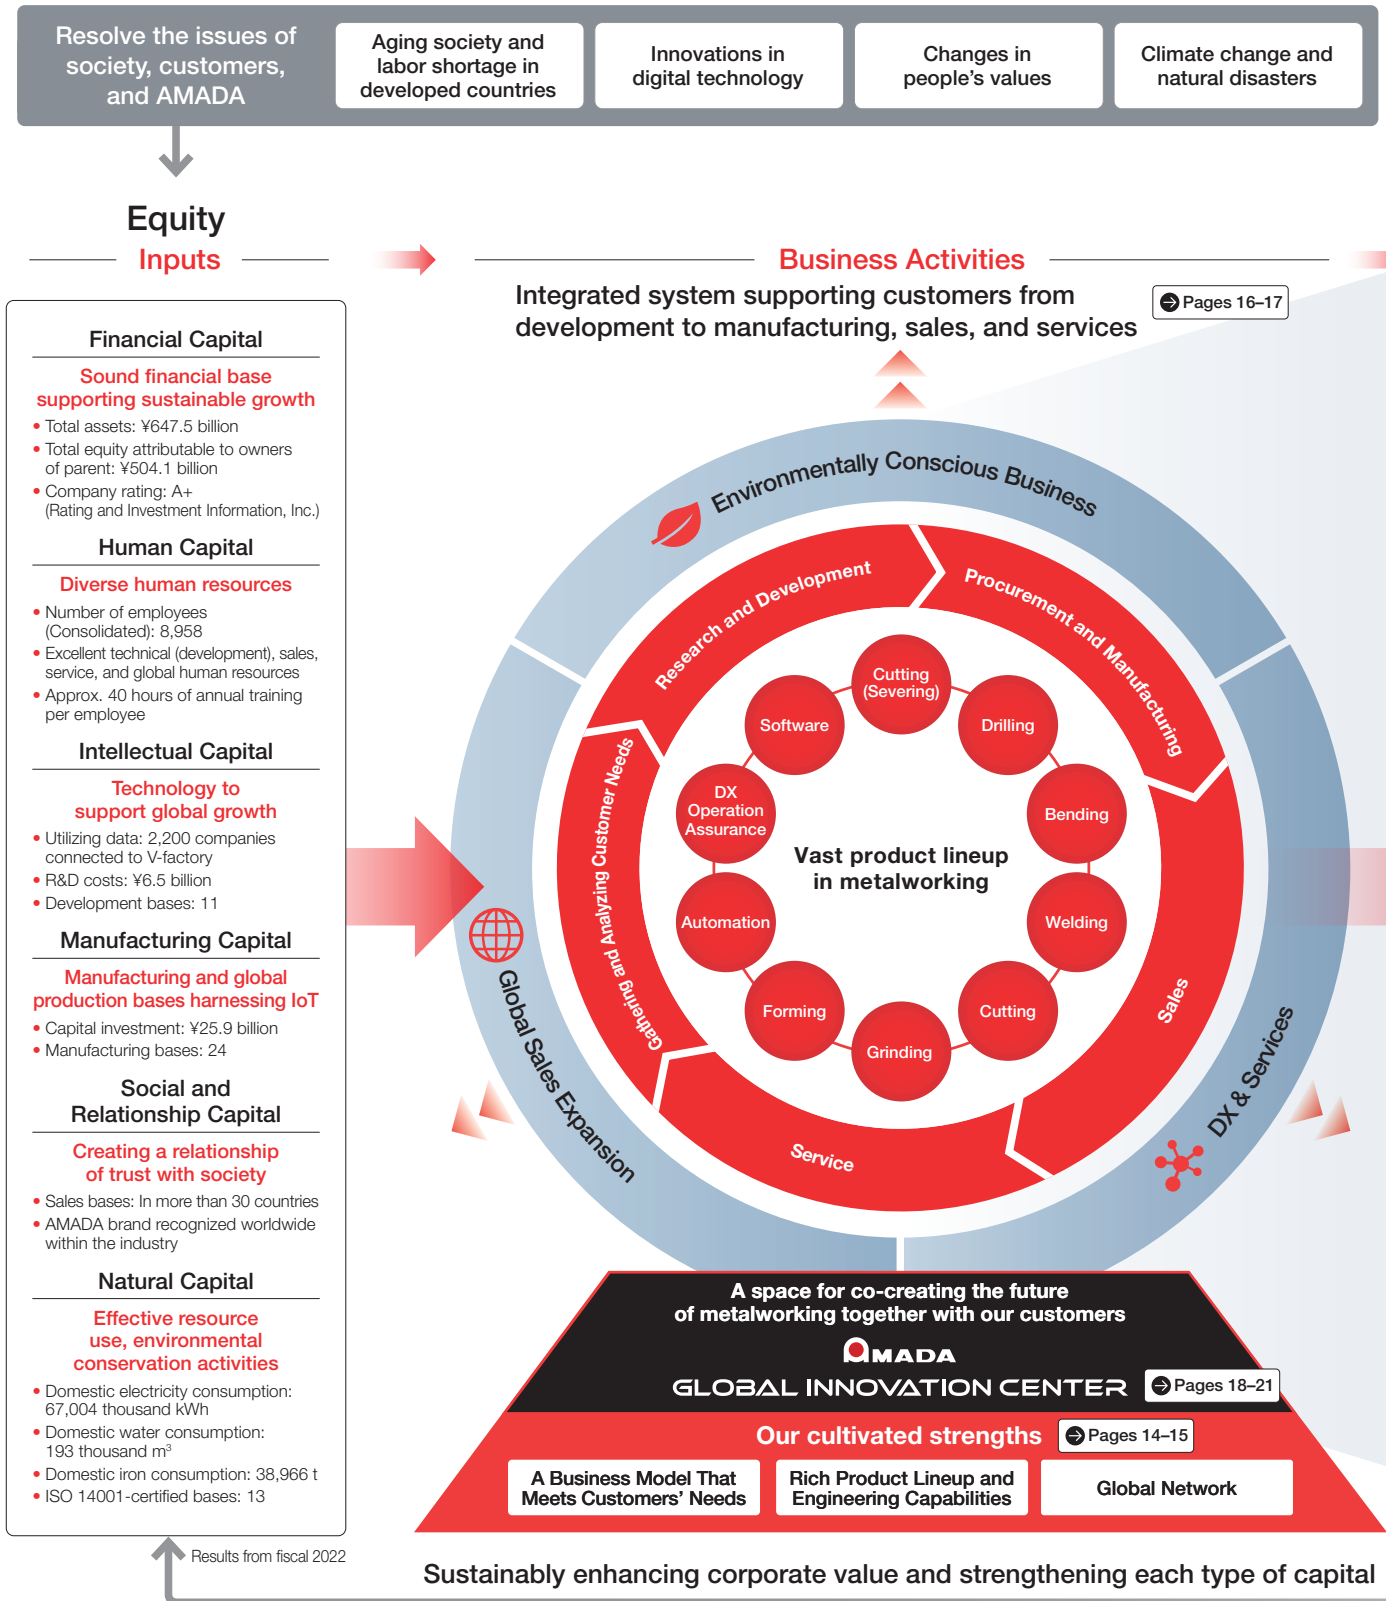 Resolve the issues of
society, customers,
and AMADA
Aging society and
labor shortage in
developed countries
Innovations in
digital technology
Changes in
people's values
Climate change and
natural disasters
Equity
Inputs
Financial Capital
Sound financial base
supporting sustainable growth
• Total assets: ¥647.5 billion
• Total equity attributable to owners
of parent: ¥504.1 billion
• Company rating: A+
(Rating and Investment Information, Inc.)
Human Capital
Diverse human resources
• Number of employees
(Consolidated): 8,958
• Excellent technical (development), sales,
service, and global human resources
• Approx. 40 hours of annual training
per employee
Intellectual Capital
Technology to
support global growth
• Utilizing data: 2,200 companies
connected to V-factory
• R&D costs: ¥6.5 billion
• Development bases: 11
Manufacturing Capital
Manufacturing and global
production bases harnessing IoT
• Capital investment: ¥25.9 billion
• Manufacturing bases: 24
Social and
Relationship Capital
Creating a relationship
of trust with society
• Sales bases: In more than 30 countries
• AMADA brand recognized worldwide
within the industry
Natural Capital
Effective resource
use, environmental
conservation activities
• Domestic electricity consumption:
67,004 thousand kWh
• Domestic water consumption:
193 thousand m³
• Domestic iron consumption: 38,966 t
• ISO 14001-certified bases: 13
Results from fiscal 2022
Business Activities
Integrated system supporting customers from
development to manufacturing, sales, and services
Pages 16–17
Environmentally Conscious Business
DX & Services
Global Sales Expansion
Research and Development
Procurement and Manufacturing
Sales
Service
Gathering and Analyzing Customer Needs
Cutting
(Severing)
Drilling
Bending
Welding
Cutting
Grinding
Forming
Automation
DX
Operation
Assurance
Software
Vast product lineup
in metalworking
A space for co-creating the future
of metalworking together with our customers
AMADA
GLOBAL INNOVATION CENTER
Pages 18–21
Our cultivated strengths
Pages 14–15
A Business Model That
Meets Customers' Needs
Rich Product Lineup and
Engineering Capabilities
Global Network
Sustainably enhancing corporate value and strengthening each type of capital